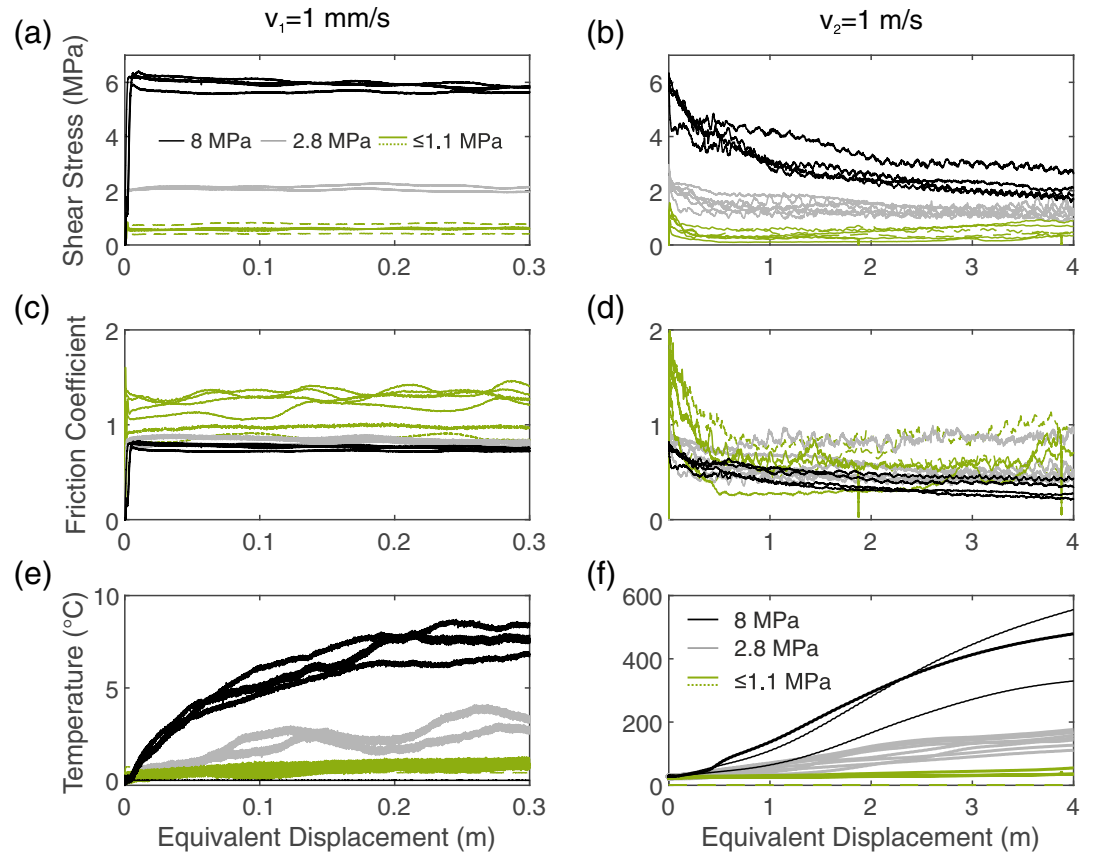 v₁=1 mm/s
v₂=1 m/s
(a)
(b)
Shear Stress (MPa)
6
4
2
0
8 MPa
2.8 MPa
≤1.1 MPa
0
0.1
0.2
0.3
6
4
2
0
1
2
3
4
(c)
(d)
Friction Coefficient
2
1
0
0
0.1
0.2
0.3
2
1
0
1
2
3
4
(e)
(f)
Temperature (°C)
10
5
0
0
0.1
0.2
0.3
Equivalent Displacement (m)
600
400
200
0
8 MPa
2.8 MPa
≤1.1 MPa
0
1
2
3
4
Equivalent Displacement (m)